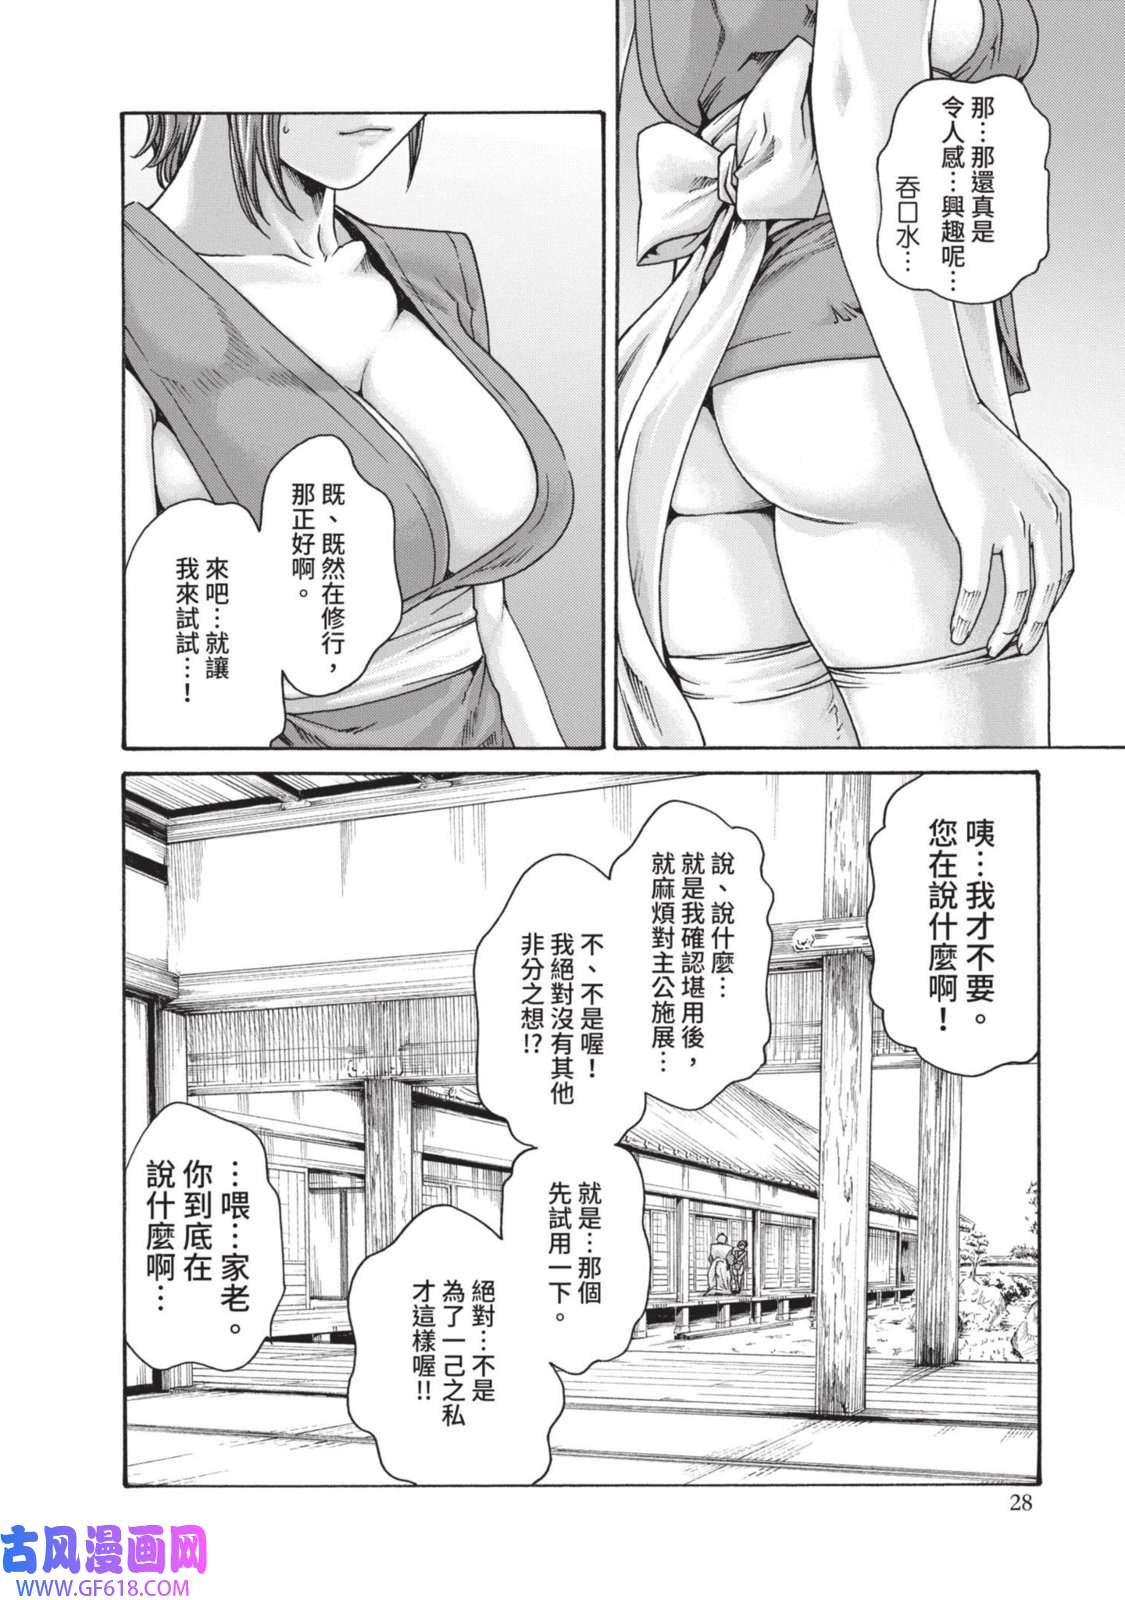 那…那還真是
令人感…興趣呢…
吞口水…
既、既然在修行，
那正好啊。
來吧…就讓
我來試試…！
咦…我才不要。
您在說什麼啊！
說、說什麼…
就是我確認堪用後，
就麻煩對主公施展…
不、不是喔！
我絕對沒有其他
非分之想!?
就是…那個
先試用一下。
絕對…不是
為了一己之私
才這樣喔!!
…喂…家老。
你到底在
說什麼啊…
28
古风漫画网
WWW.GF618.COM